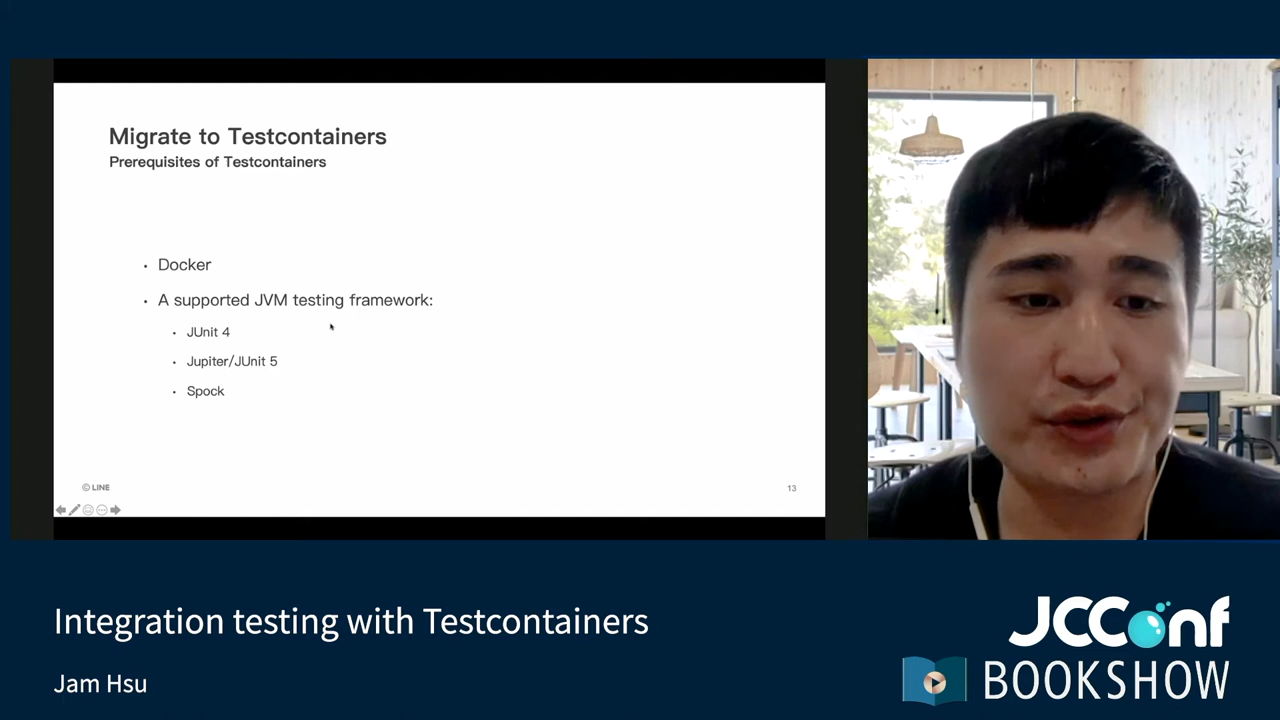 Migrate to Testcontainers
Prerequisites of Testcontainers
• Docker
• A supported JVM testing framework:
• JUnit 4
• Jupiter/JUnit 5
• Spock
© LINE
13
Integration testing with Testcontainers
Jam Hsu
JCConf
BOOKSHOW